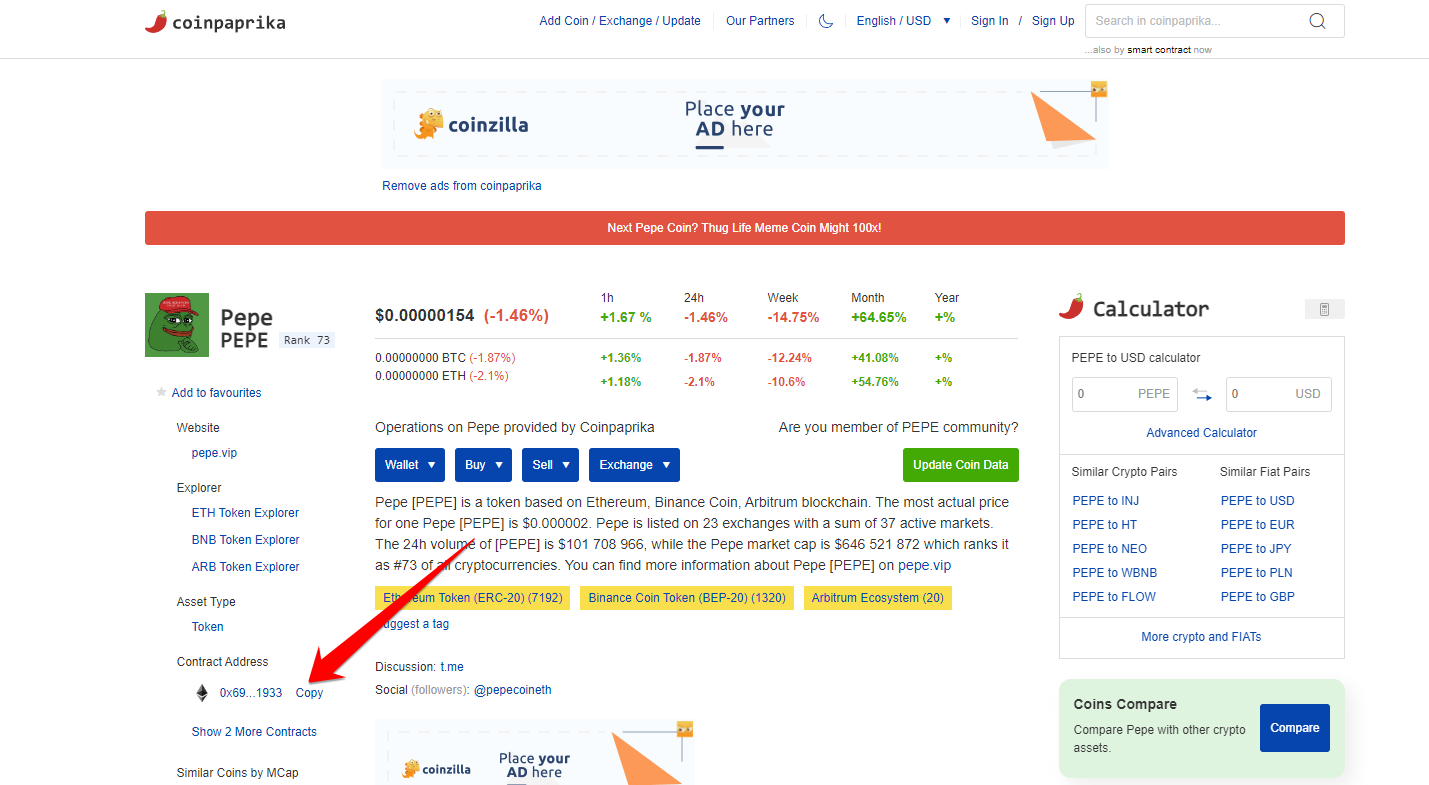 coinpaprika
Add Coin / Exchange / Update
Our Partners
English / USD ▼
Sign In / Sign Up
Search in coinpaprika...
...also by smart contract now
coinzilla
Place your
AD here
Remove ads from coinpaprika
Next Pepe Coin? Thug Life Meme Coin Might 100x!
Pepe
PEPE Rank 73
Add to favourites
Website
pepe.vip
Explorer
ETH Token Explorer
BNB Token Explorer
ARB Token Explorer
Asset Type
Token
Contract Address
0x69...1933 Copy
Show 2 More Contracts
Similar Coins by MCap
$0.00000154 (-1.46%)
1h 24h Week Month Year
+1.67 % -1.46% -14.75% +64.65% +%
0.00000000 BTC (-1.87%)
+1.36% -1.87% -12.24% +41.08% +%
0.00000000 ETH (-2.1%)
+1.18% -2.1% -10.6% +54.76% +%
Operations on Pepe provided by Coinpaprika
Are you member of PEPE community?
Wallet ▼ Buy ▼ Sell ▼ Exchange ▼
Update Coin Data
Pepe [PEPE] is a token based on Ethereum, Binance Coin, Arbitrum blockchain. The most actual price
for one Pepe [PEPE] is $0.000002. Pepe is listed on 23 exchanges with a sum of 37 active markets.
The 24h volume of [PEPE] is $101 708 966, while the Pepe market cap is $646 521 872 which ranks it
as #73 of all cryptocurrencies. You can find more information about Pepe [PEPE] on pepe.vip
Ethereum Token (ERC-20) (7192)
Binance Coin Token (BEP-20) (1320)
Arbitrum Ecosystem (20)
uggest a tag
Discussion: t.me
Social (followers): @pepecoineth
coinzilla
Place your
AD here
Calculator
PEPE to USD calculator
0 PEPE
0 USD
Advanced Calculator
Similar Crypto Pairs Similar Fiat Pairs
PEPE to INJ PEPE to USD
PEPE to HT PEPE to EUR
PEPE to NEO PEPE to JPY
PEPE to WBNB PEPE to PLN
PEPE to FLOW PEPE to GBP
More crypto and FIATs
Coins Compare
Compare Pepe with other crypto
assets.
Compare